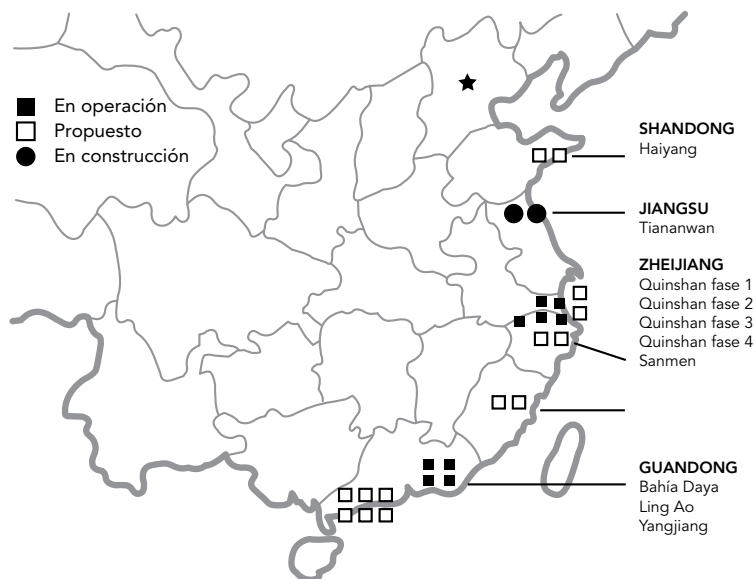 En operación
Propuesto
En construcción
SHANDONG
Haiyang
JIANGSU
Tiananwan
ZHEIJIANG
Quinshan fase 1
Quinshan fase 2
Quinshan fase 3
Quinshan fase 4
Sanmen
GUANDONG
Bahía Daya
Ling Ao
Yangjiang